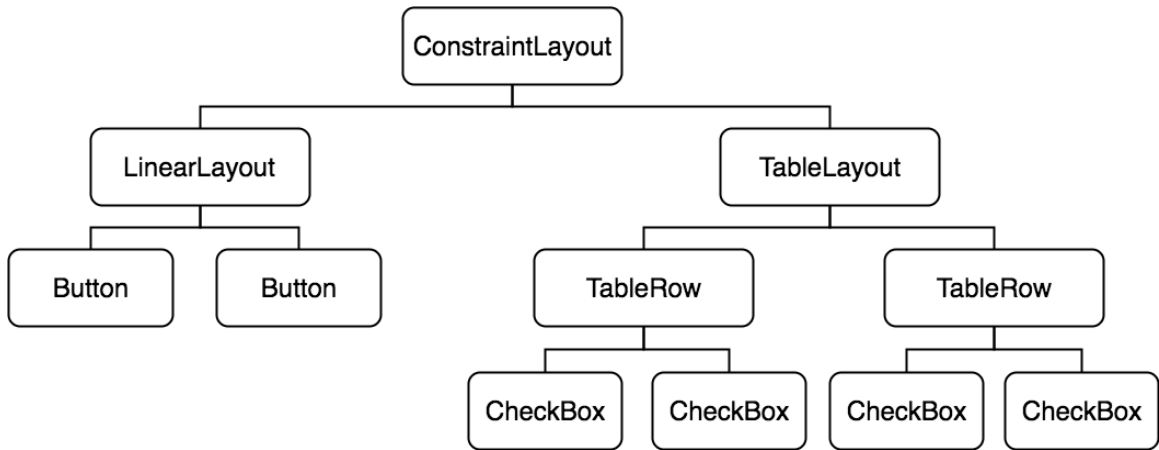 ConstraintLayout
LinearLayout
TableLayout
Button
Button
TableRow
TableRow
CheckBox
CheckBox
CheckBox
CheckBox